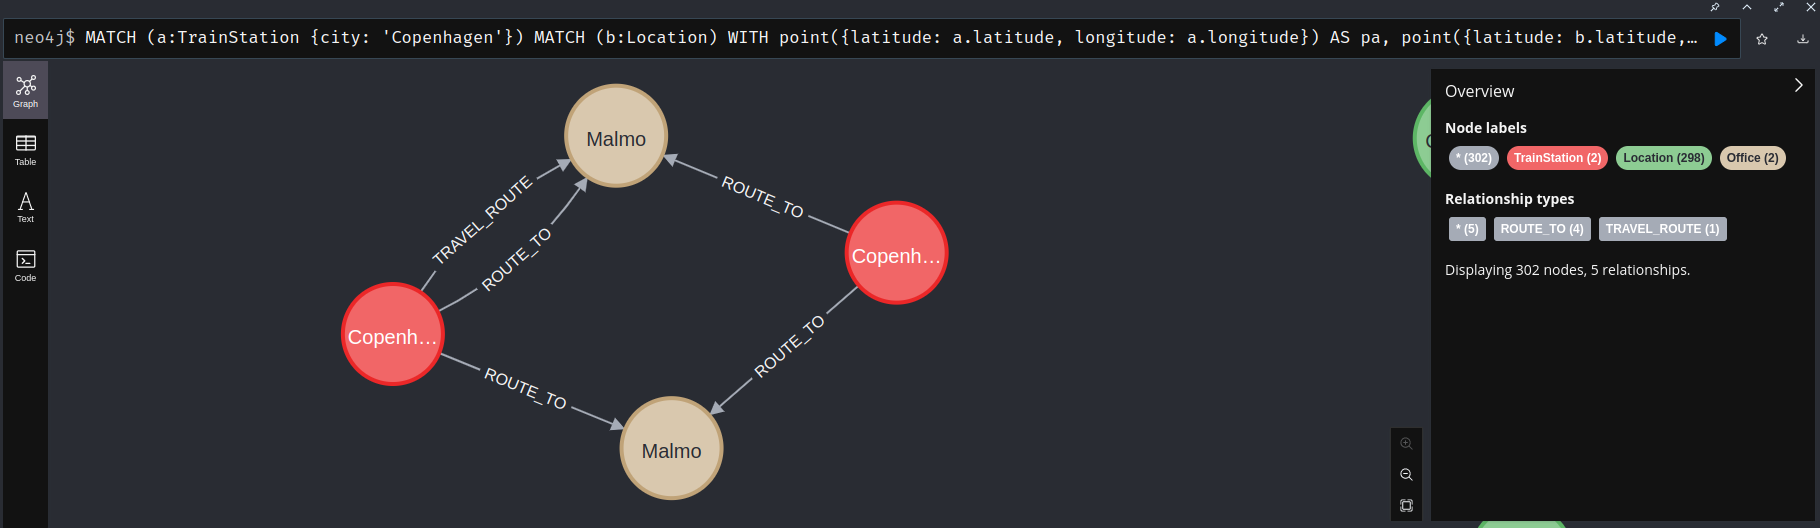 neo4j$ MATCH (a:TrainStation {city: 'Copenhagen'}) MATCH (b:Location) WITH point({latitude: a.latitude, longitude: a.longitude}) AS pa, point({latitude: b.latitude,…
Graph
Table
Text
Code
Malmo
Copenh…
Copenh…
Malmo
TRAVEL_ROUTE
ROUTE_TO
ROUTE_TO
ROUTE_TO
ROUTE_TO
Overview
Node labels
* (302) TrainStation (2) Location (298) Office (2)
Relationship types
* (5) ROUTE_TO (4) TRAVEL_ROUTE (1)
Displaying 302 nodes, 5 relationships.